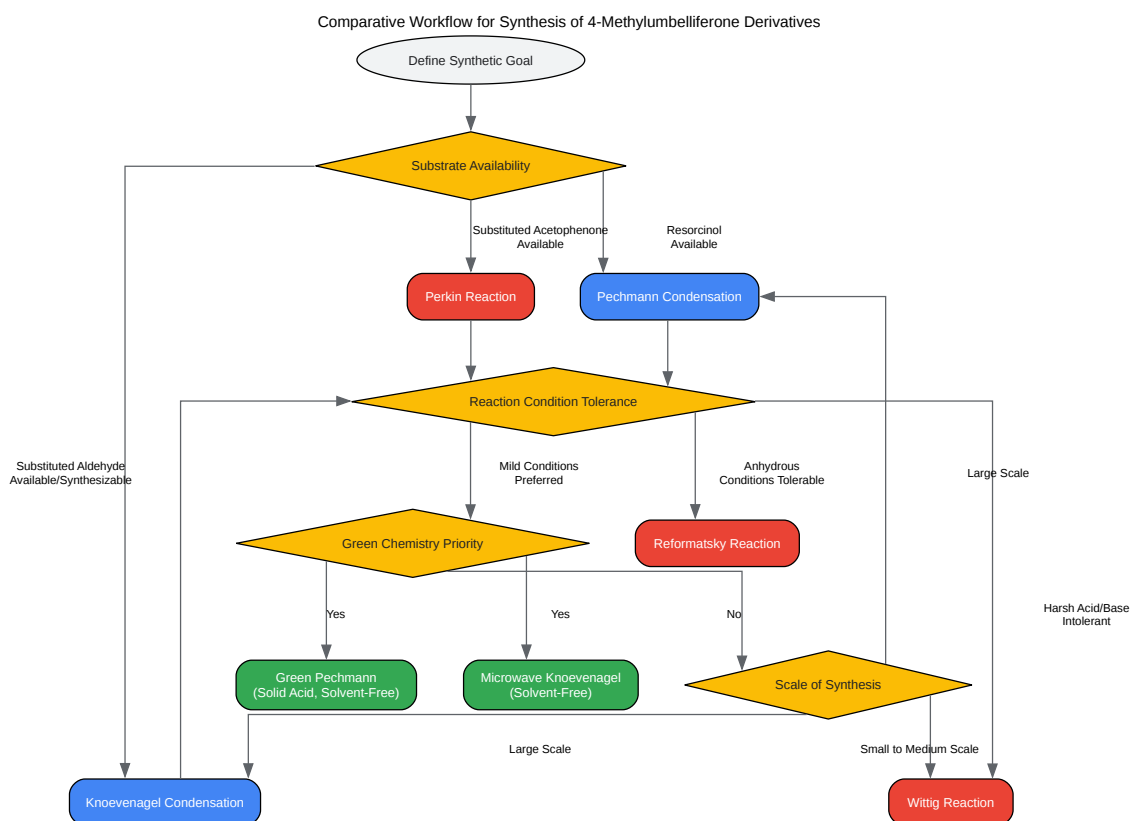 Comparative Workflow for Synthesis of 4-Methylumbelliferone Derivatives
Define Synthetic Goal
Substrate Availability
Substituted Acetophenone
Available
Resorcinol
Available
Perkin Reaction
Pechmann Condensation
Reaction Condition Tolerance
Substituted Aldehyde
Available/Synthesizable
Mild Conditions
Preferred
Anhydrous
Conditions Tolerable
Large Scale
Green Chemistry Priority
Reformatsky Reaction
Yes
Yes
No
Harsh Acid/Base
Intolerant
Green Pechmann
(Solid Acid, Solvent-Free)
Microwave Knoevenagel
(Solvent-Free)
Scale of Synthesis
Large Scale
Small to Medium Scale
Knoevenagel Condensation
Wittig Reaction